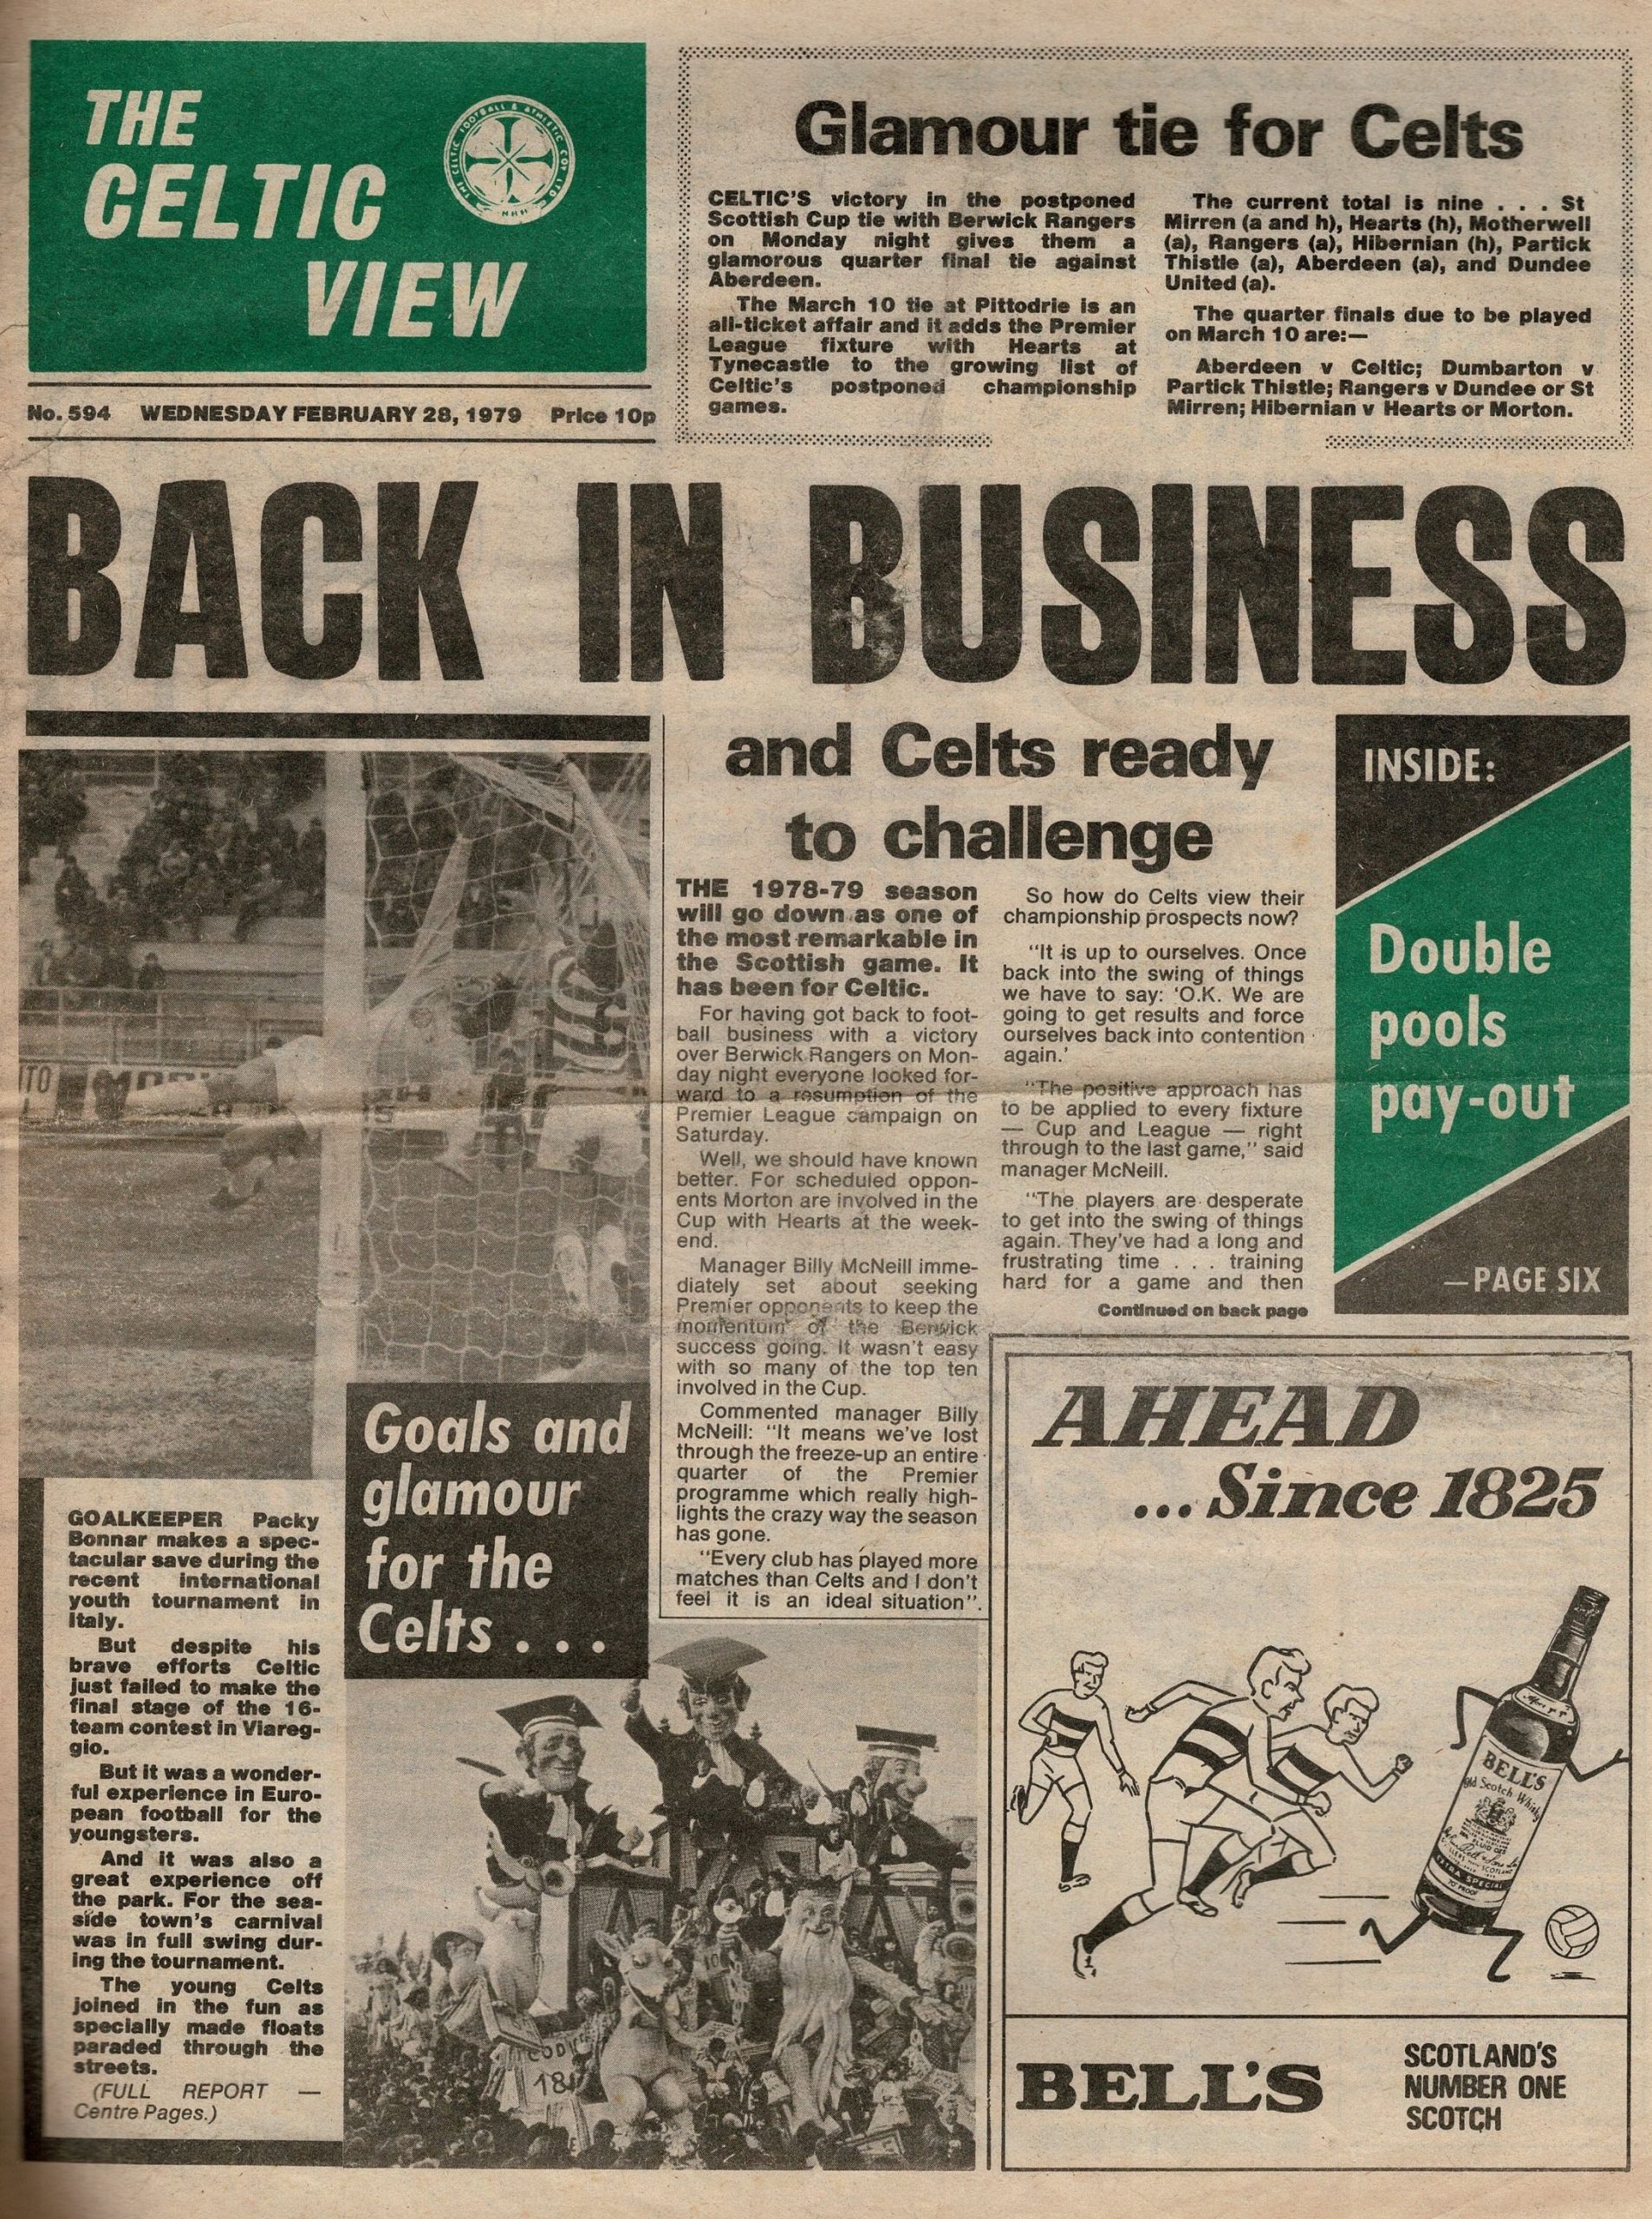 THE
CELTIC
VIEW
THE CELTIC FOOTBALL & ATHLETIC COY LTD
No. 594 WEDNESDAY FEBRUARY 28, 1979 Price 10p
Glamour tie for Celts
CELTIC'S victory in the postponed
Scottish Cup tie with Berwick Rangers
on Monday night gives them a
glamorous quarter final tie against
Aberdeen.
The March 10 tie at Pittodrie is an
all-ticket affair and it adds the Premier
League fixture with Hearts at
Tynecastle to the growing list of
Celtic's postponed championship
games.
The current total is nine . . . St
Mirren (a and h), Hearts (h), Motherwell
(a), Rangers (a), Hibernian (h), Partick
Thistle (a), Aberdeen (a), and Dundee
United (a).
The quarter finals due to be played
on March 10 are:—
Aberdeen v Celtic; Dumbarton v
Partick Thistle; Rangers v Dundee or St
Mirren; Hibernian v Hearts or Morton.
BACK IN BUSINESS
and Celts ready
to challenge
THE 1978-79 season
will go down as one of
the most remarkable in
the Scottish game. It
has been for Celtic.
For having got back to foot-
ball business with a victory
over Berwick Rangers on Mon-
day night everyone looked for-
ward to a resumption of the
Premier League campaign on
Saturday.
Well, we should have known
better. For scheduled oppon-
ents Morton are involved in the
Cup with Hearts at the week-
end.
Manager Billy McNeill imme-
diately set about seeking
Premier opponents to keep the
momentum of the Berwick
success going. It wasn't easy
with so many of the top ten
involved in the Cup.
Commented manager Billy
McNeill: "It means we've lost
through the freeze-up an entire
quarter of the Premier
programme which really high-
lights the crazy way the season
has gone.
"Every club has played more
matches than Celts and I don't
feel it is an ideal situation".
So how do Celts view their
championship prospects now?
"It is up to ourselves. Once
back into the swing of things
we have to say: 'O.K. We are
going to get results and force
ourselves back into contention
again.'
"The positive approach has
to be applied to every fixture
— Cup and League — right
through to the last game," said
manager McNeill.
"The players are desperate
to get into the swing of things
again. They've had a long and
frustrating time . . . training
hard for a game and then
Continued on back page
INSIDE:
Double
pools
pay-out
—PAGE SIX
Goals and
glamour
for the
Celts . . .
GOALKEEPER Packy
Bonnar makes a spec-
tacular save during the
recent international
youth tournament in
Italy.
But despite his
brave efforts Celtic
just failed to make the
final stage of the 16-
team contest in Viareg-
gio.
But it was a wonder-
ful experience in Euro-
pean football for the
youngsters.
And it was also a
great experience off
the park. For the sea-
side town's carnival
was in full swing dur-
ing the tournament.
The young Celts
joined in the fun as
specially made floats
paraded through the
streets.
(FULL REPORT —
Centre Pages.)
AHEAD
...Since 1825
BELL'S
Old Scotch Whisky
EXTRA SPECIAL
70° PROOF
BELL'S
SCOTLAND'S
NUMBER ONE
SCOTCH